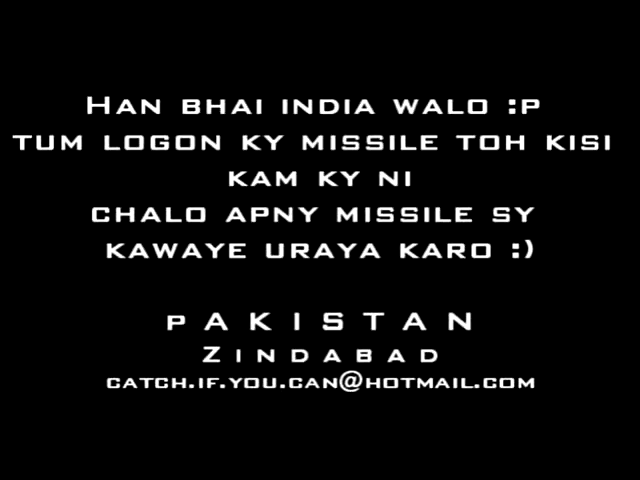 Han bhai india walo :p
tum logon ky missile toh kisi
kam ky ni
chalo apny missile sy
kawaye uraya karo :)
pAKISTAN
Zindabad
catch.if.you.can@hotmail.com